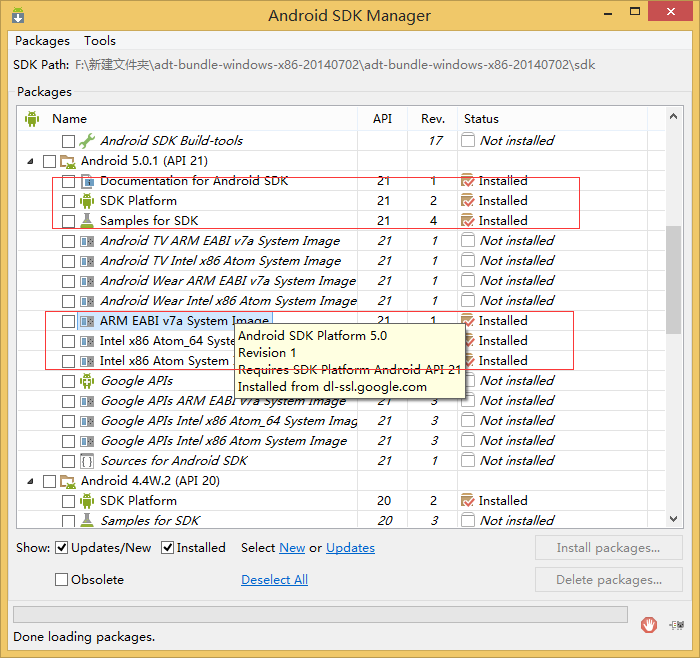 Android SDK Manager
Packages Tools
SDK Path: F:\新建文件夹\adt-bundle-windows-x86-20140702\adt-bundle-windows-x86-20140702\sdk
Packages
Name API Rev. Status
Android SDK Build-tools 17 Not installed
Android 5.0.1 (API 21)
Documentation for Android SDK 21 1 Installed
SDK Platform 21 2 Installed
Samples for SDK 21 4 Installed
Android TV ARM EABI v7a System Image 21 1 Not installed
Android TV Intel x86 Atom System Image 21 1 Not installed
Android Wear ARM EABI v7a System Image 21 1 Not installed
Android Wear Intel x86 Atom System Image 21 1 Not installed
ARM EABI v7a System Image 21 1 Installed
Intel x86 Atom_64 Syste Installed
Intel x86 Atom System Installed
Android SDK Platform 5.0
Revision 1
Requires SDK Platform Android API 21
Installed from dl-ssl.google.com
Google APIs Not installed
Google APIs ARM EABI v7a System Image 21 3 Not installed
Google APIs Intel x86 Atom_64 System Imag 21 3 Not installed
Google APIs Intel x86 Atom System Image 21 3 Not installed
Sources for Android SDK 21 1 Not installed
Android 4.4W.2 (API 20)
SDK Platform 20 2 Installed
Samples for SDK 20 3 Not installed
Show: Updates/New Installed Select New or Updates Install packages...
Obsolete Deselect All Delete packages...
Done loading packages.